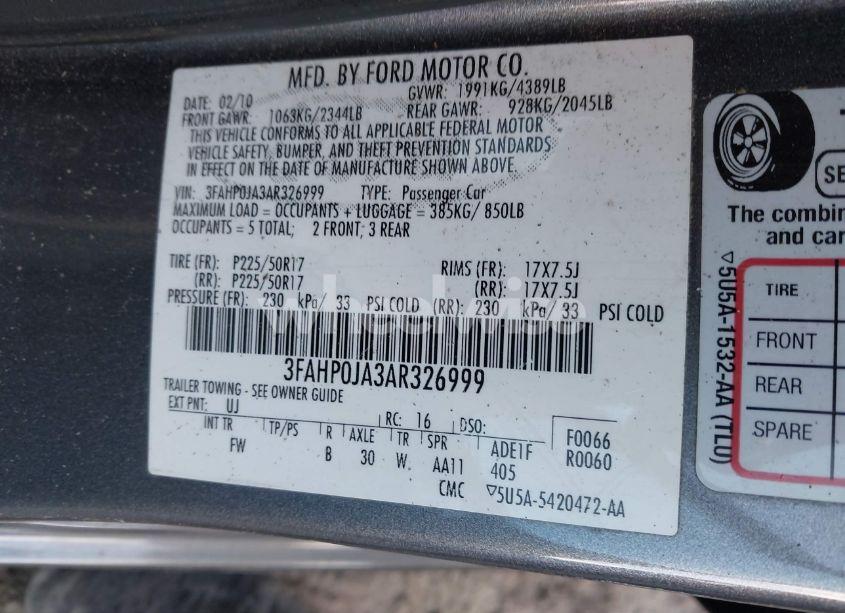 MFD. BY FORD MOTOR CO.
DATE: 02/10 GVWR: 1991KG/4389LB
FRONT GAWR: 1063KG/2344LB REAR GAWR: 928KG/2045LB
THIS VEHICLE CONFORMS TO ALL APPLICABLE FEDERAL MOTOR
VEHICLE SAFETY, BUMPER, AND THEFT PREVENTION STANDARDS
IN EFFECT ON THE DATE OF MANUFACTURE SHOWN ABOVE.
VIN: 3FAHP0JA3AR326999 TYPE: Passenger Car
MAXIMUM LOAD = OCCUPANTS + LUGGAGE = 385KG/ 850LB
OCCUPANTS = 5 TOTAL; 2 FRONT; 3 REAR
TIRE (FR): P225/50R17 RIMS (FR): 17X7.5J
(RR): P225/50R17 (RR): 17X7.5J
PRESSURE (FR): 230 kPa/ 33 PSI COLD (RR): 230 kPa/ 33 PSI COLD
wheelwise
3FAHP0JA3AR326999
TRAILER TOWING - SEE OWNER GUIDE
EXT PNT: UJ RC: 16 DSO:
INT TR TP/PS R AXLE TR SPR ADE1F F0066
FW B 30 W AA11 405 R0060
CMC ▽5U5A-5420472-AA
SE
The combin
and car
TIRE
FRONT
REAR
SPARE
▽5U5A-1532-AA (TL0)